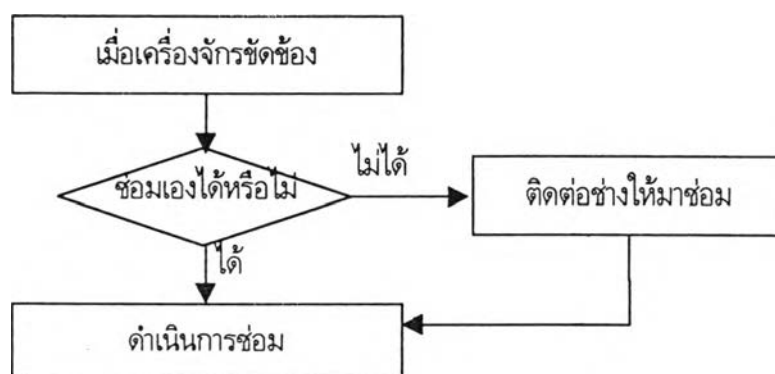 เมื่อเครื่องจักรขัดข้อง
ซ่อมเองได้หรือไม่
ไม่ได้
ติดต่อช่างให้มาซ่อม
ได้
ดำเนินการซ่อม